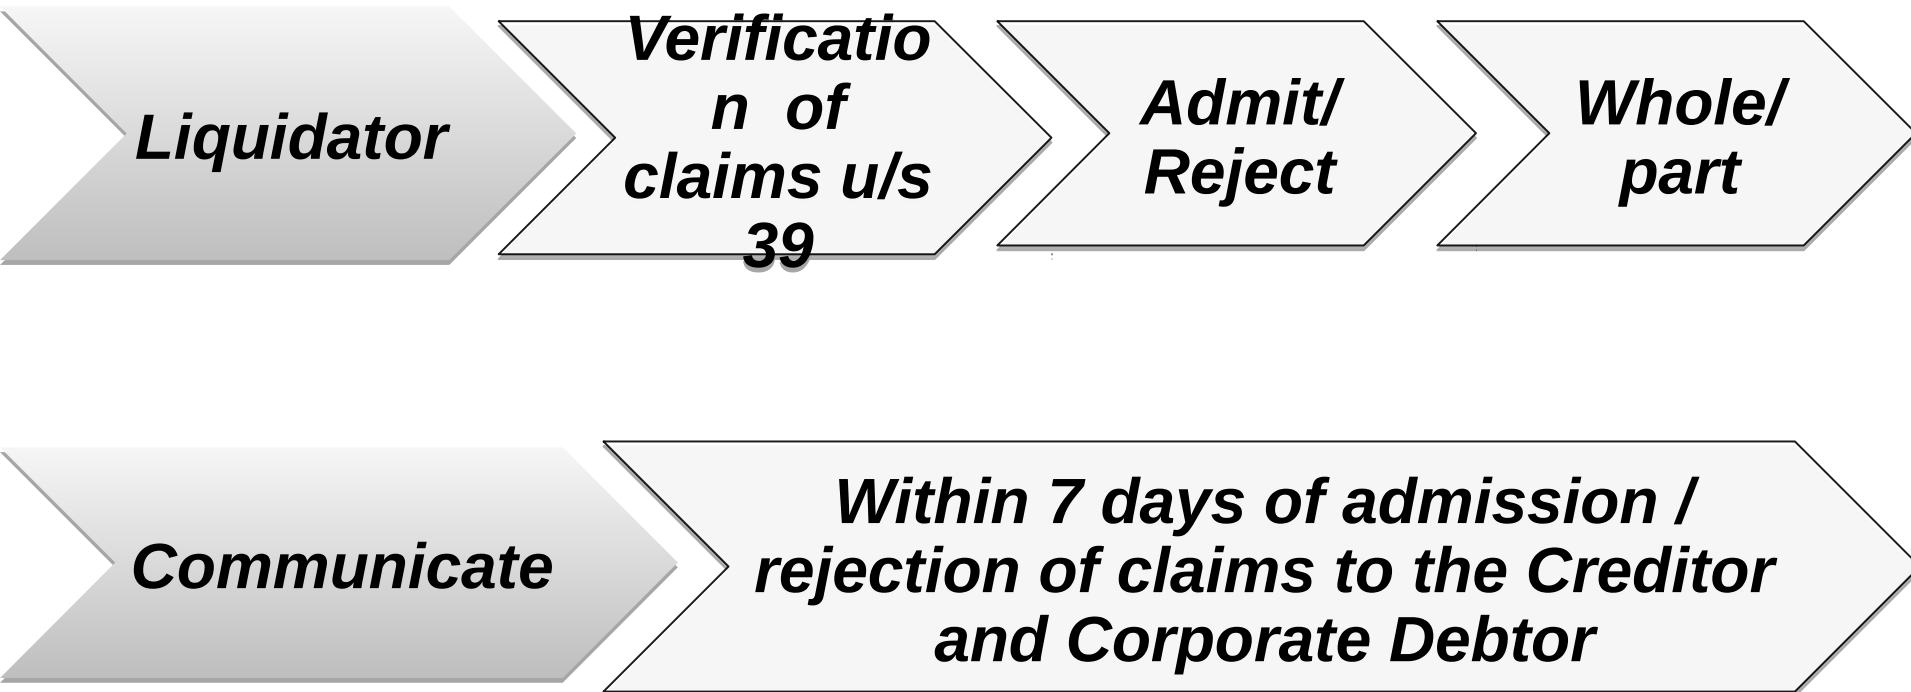 Liquidator
Verificatio
n of
claims u/s
39
Admit/
Reject
Whole/
part
Communicate
Within 7 days of admission /
rejection of claims to the Creditor
and Corporate Debtor